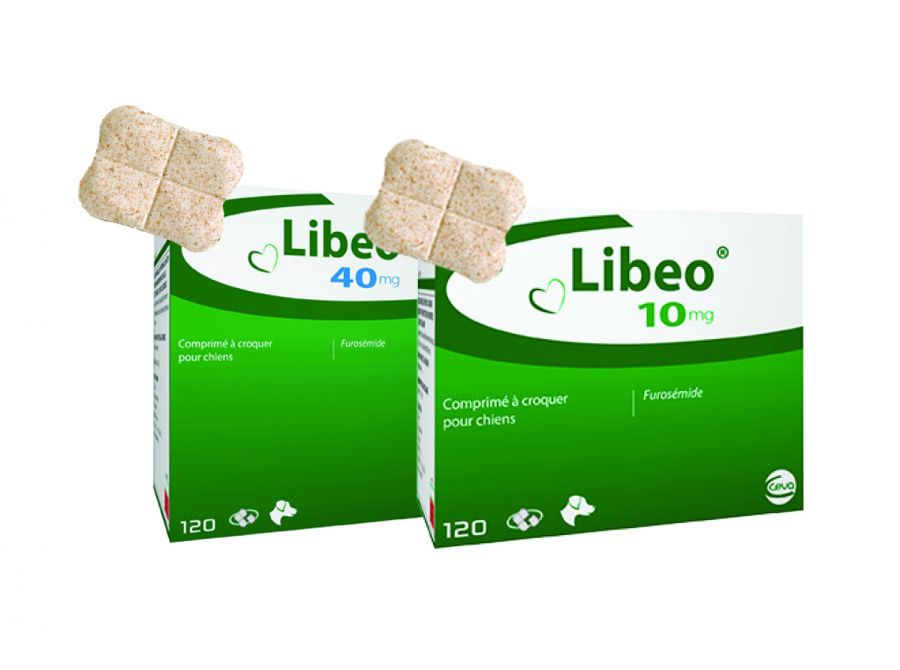 Libeo
40 mg
Comprimé à croquer
pour chiens
Furosémide
120
Libeo®
10 mg
Comprimé à croquer
pour chiens
Furosémide
120
Ceva